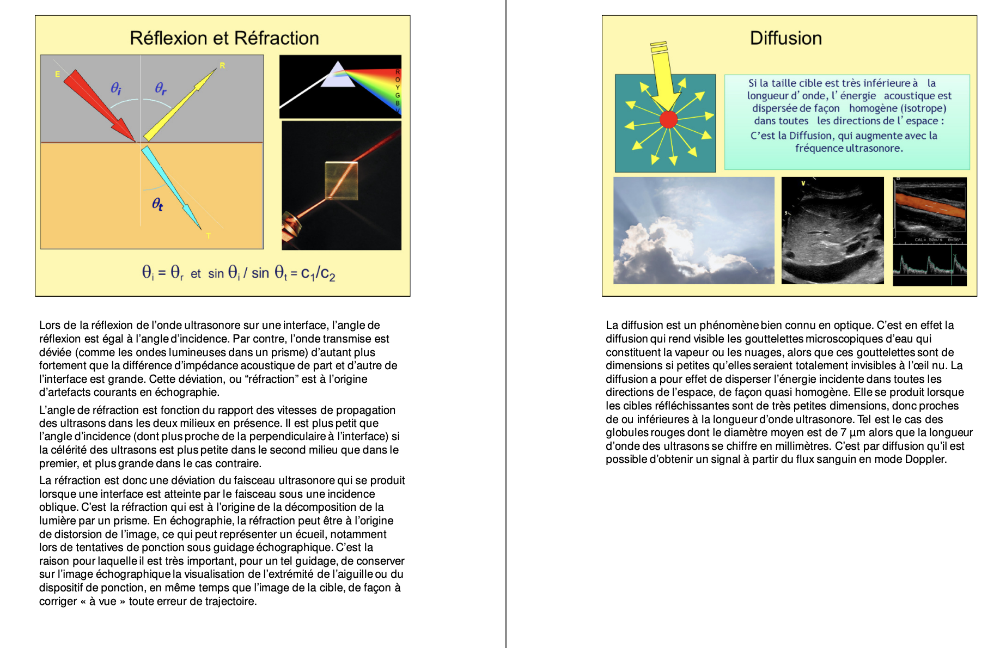 Réflexion et Réfraction
E
θi
θr
R
θt
T
R
O
Y
G
B
V
θi = θr et sin θi / sin θt = c1/c2
Lors de la réflexion de l’onde ultrasonore sur une interface, l’angle de
réflexion est égal à l’angle d’incidence. Par contre, l’onde transmise est
déviée (comme les ondes lumineuses dans un prisme) d’autant plus
fortement que la différence d’impédance acoustique de part et d’autre de
l’interface est grande. Cette déviation, ou “réfraction” est à l’origine
d’artefacts courants en échographie.
L’angle de réfraction est fonction du rapport des vitesses de propagation
des ultrasons dans les deux milieux en présence. Il est plus petit que
l’angle d’incidence (dont plus proche de la perpendiculaire à l’interface) si
la célérité des ultrasons est plus petite dans le second milieu que dans le
premier, et plus grande dans le cas contraire.
La réfraction est donc une déviation du faisceau ultrasonore qui se produit
lorsque une interface est atteinte par le faisceau sous une incidence
oblique. C’est la réfraction qui est à l’origine de la décomposition de la
lumière par un prisme. En échographie, la réfraction peut être à l’origine
de distorsion de l’image, ce qui peut représenter un écueil, notamment
lors de tentatives de ponction sous guidage échographique. C’est la
raison pour laquelle il est très important, pour un tel guidage, de conserver
sur l’image échographique la visualisation de l’extrémité de l’aiguille ou du
dispositif de ponction, en même temps que l’image de la cible, de façon à
corriger « à vue » toute erreur de trajectoire.
Diffusion
Si la taille cible est très inférieure à la
longueur d’onde, l’énergie acoustique est
dispersée de façon homogène (isotrope)
dans toutes les directions de l’espace :
C’est la Diffusion, qui augmente avec la
fréquence ultrasonore.
V
5
CAL= 50m/s θ=56°
La diffusion est un phénomène bien connu en optique. C’est en effet la
diffusion qui rend visible les gouttelettes microscopiques d’eau qui
constituent la vapeur ou les nuages, alors que ces gouttelettes sont de
dimensions si petites qu’elles seraient totalement invisibles à l’œil nu. La
diffusion a pour effet de disperser l’énergie incidente dans toutes les
directions de l’espace, de façon quasi homogène. Elle se produit lorsque
les cibles réfléchissantes sont de très petites dimensions, donc proches
de ou inférieures à la longueur d’onde ultrasonore. Tel est le cas des
globules rouges dont le diamètre moyen est de 7 µm alors que la longueur
d’onde des ultrasons se chiffre en millimètres. C’est par diffusion qu’il est
possible d’obtenir un signal à partir du flux sanguin en mode Doppler.